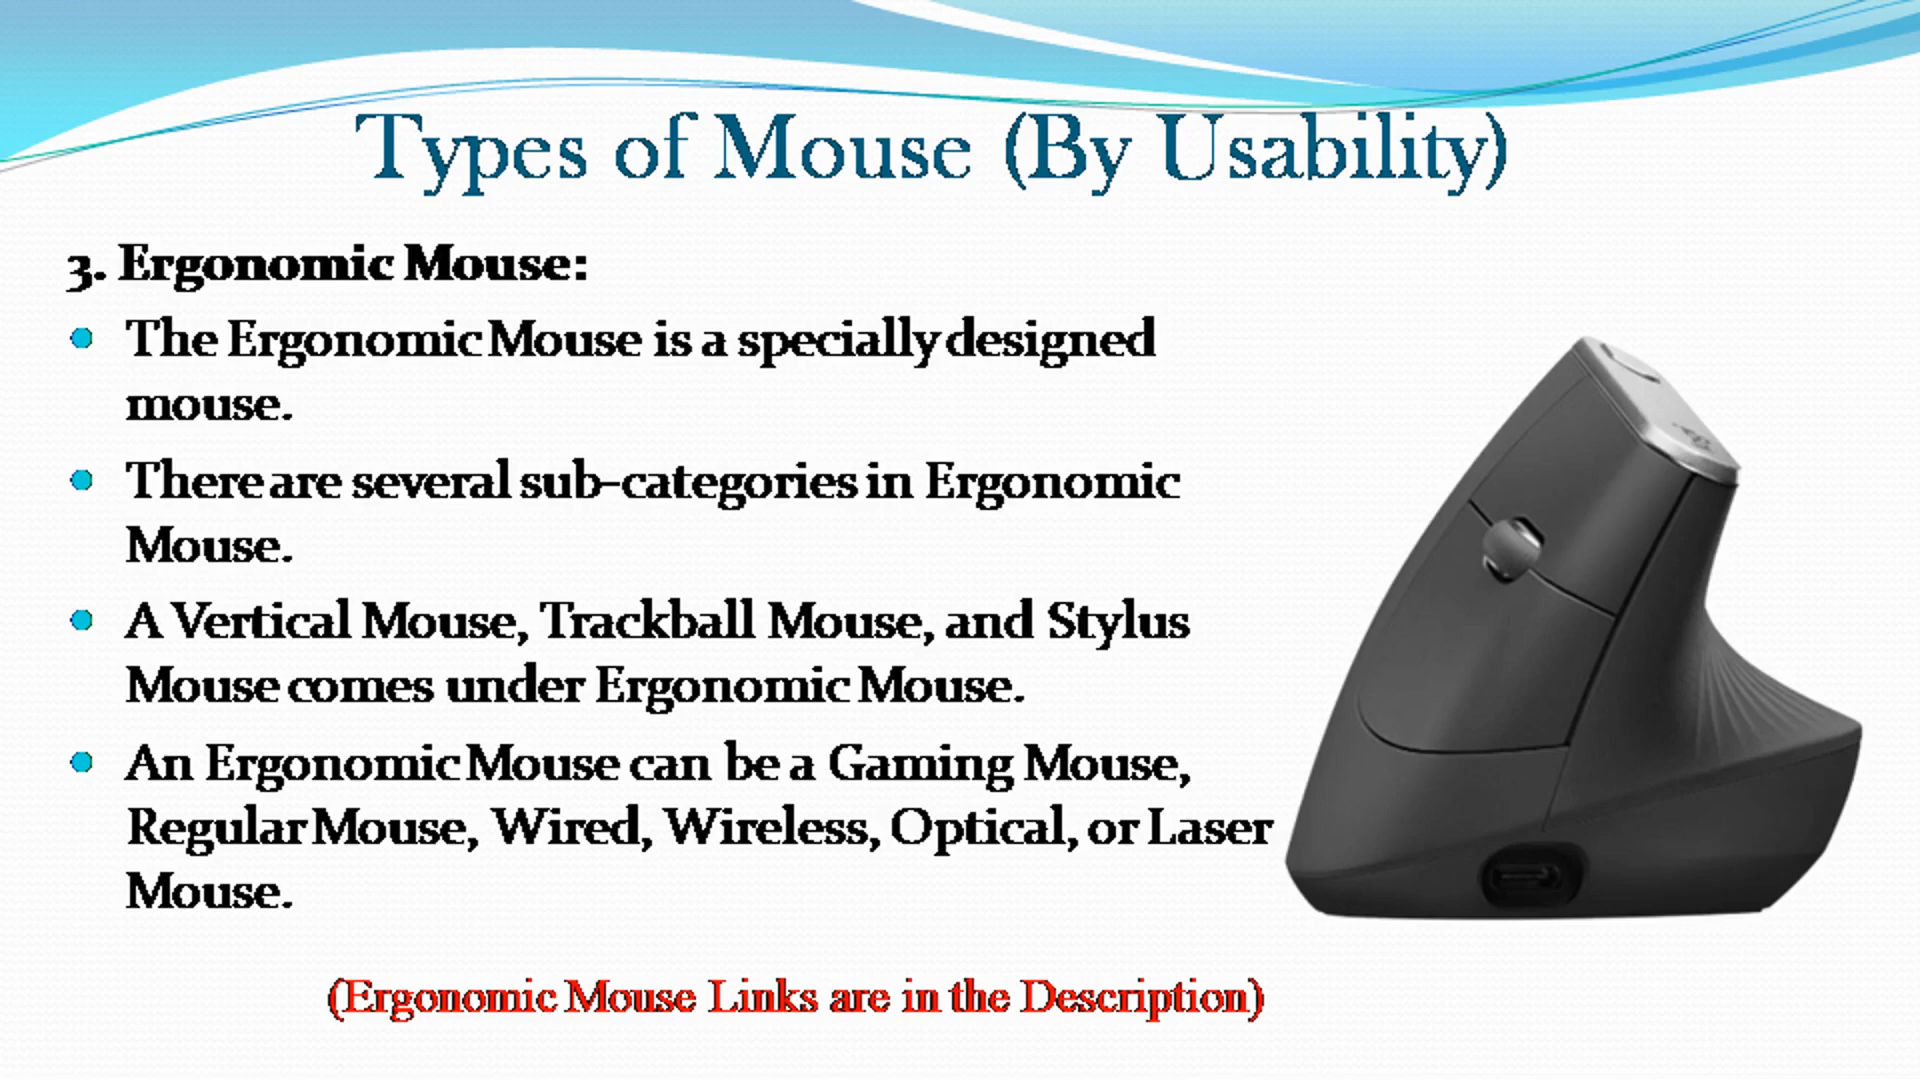 Types of Mouse (By Usability)
3. Ergonomic Mouse:
The Ergonomic Mouse is a specially designed
mouse.
There are several sub-categories in Ergonomic
Mouse.
A Vertical Mouse, Trackball Mouse, and Stylus
Mouse comes under Ergonomic Mouse.
An Ergonomic Mouse can be a Gaming Mouse,
Regular Mouse, Wired, Wireless, Optical, or Laser
Mouse.
(Ergonomic Mouse Links are in the Description)